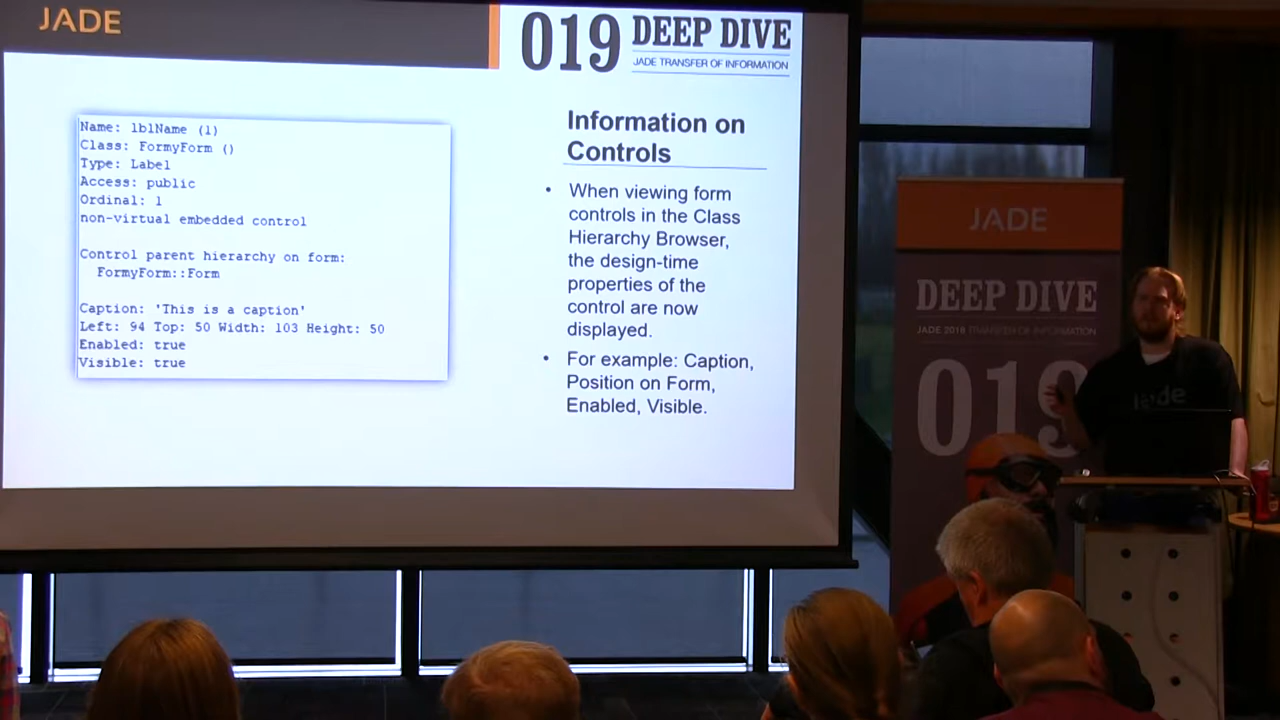 JADE
019 DEEP DIVE
JADE TRANSFER OF INFORMATION
Name: lblName (1)
Class: FormyForm ()
Type: Label
Access: public
Ordinal: 1
non-virtual embedded control
Control parent hierarchy on form:
FormyForm::Form
Caption: 'This is a caption'
Left: 94 Top: 50 Width: 103 Height: 50
Enabled: true
Visible: true
Information on
Controls
• When viewing form
controls in the Class
Hierarchy Browser,
the design-time
properties of the
control are now
displayed.
• For example: Caption,
Position on Form,
Enabled, Visible.
JADE
DEEP DIVE
JADE 2018 TRANSFER OF INFORMATION
019
jade